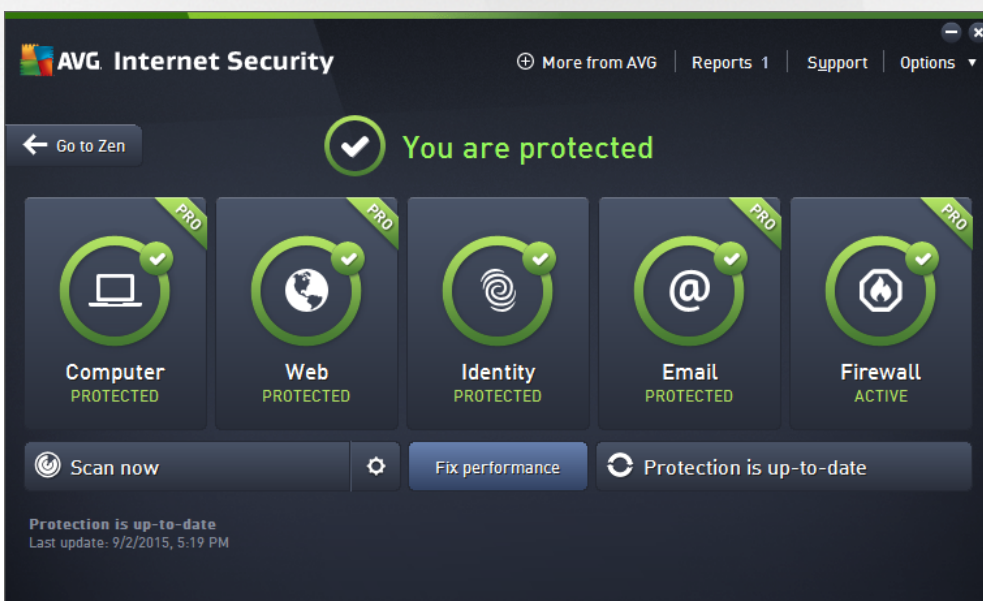 AVG. Internet Security
More from AVG
Reports 1
Support
Options
Go to Zen
You are protected
PRO
PRO
PRO
PRO
@
Computer
PROTECTED
Web
PROTECTED
Identity
PROTECTED
Email
PROTECTED
Firewall
ACTIVE
Scan now
Fix performance
Protection is up-to-date
Protection is up-to-date
Last update: 9/2/2015, 5:19 PM